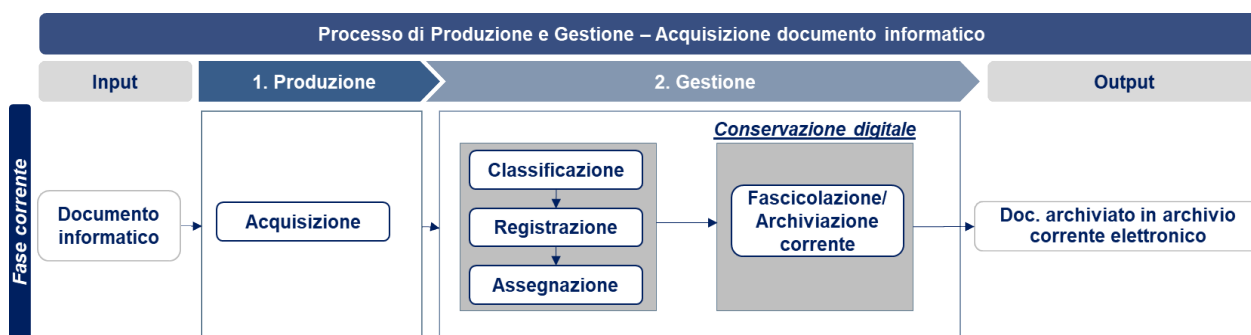 Processo di Produzione e Gestione – Acquisizione documento informatico
Input
1. Produzione
2. Gestione
Output
Fase corrente
Documento
informatico
Acquisizione
Classificazione
Registrazione
Assegnazione
Conservazione digitale
Fascicolazione/
Archiviazione
corrente
Doc. archiviato in archivio
corrente elettronico